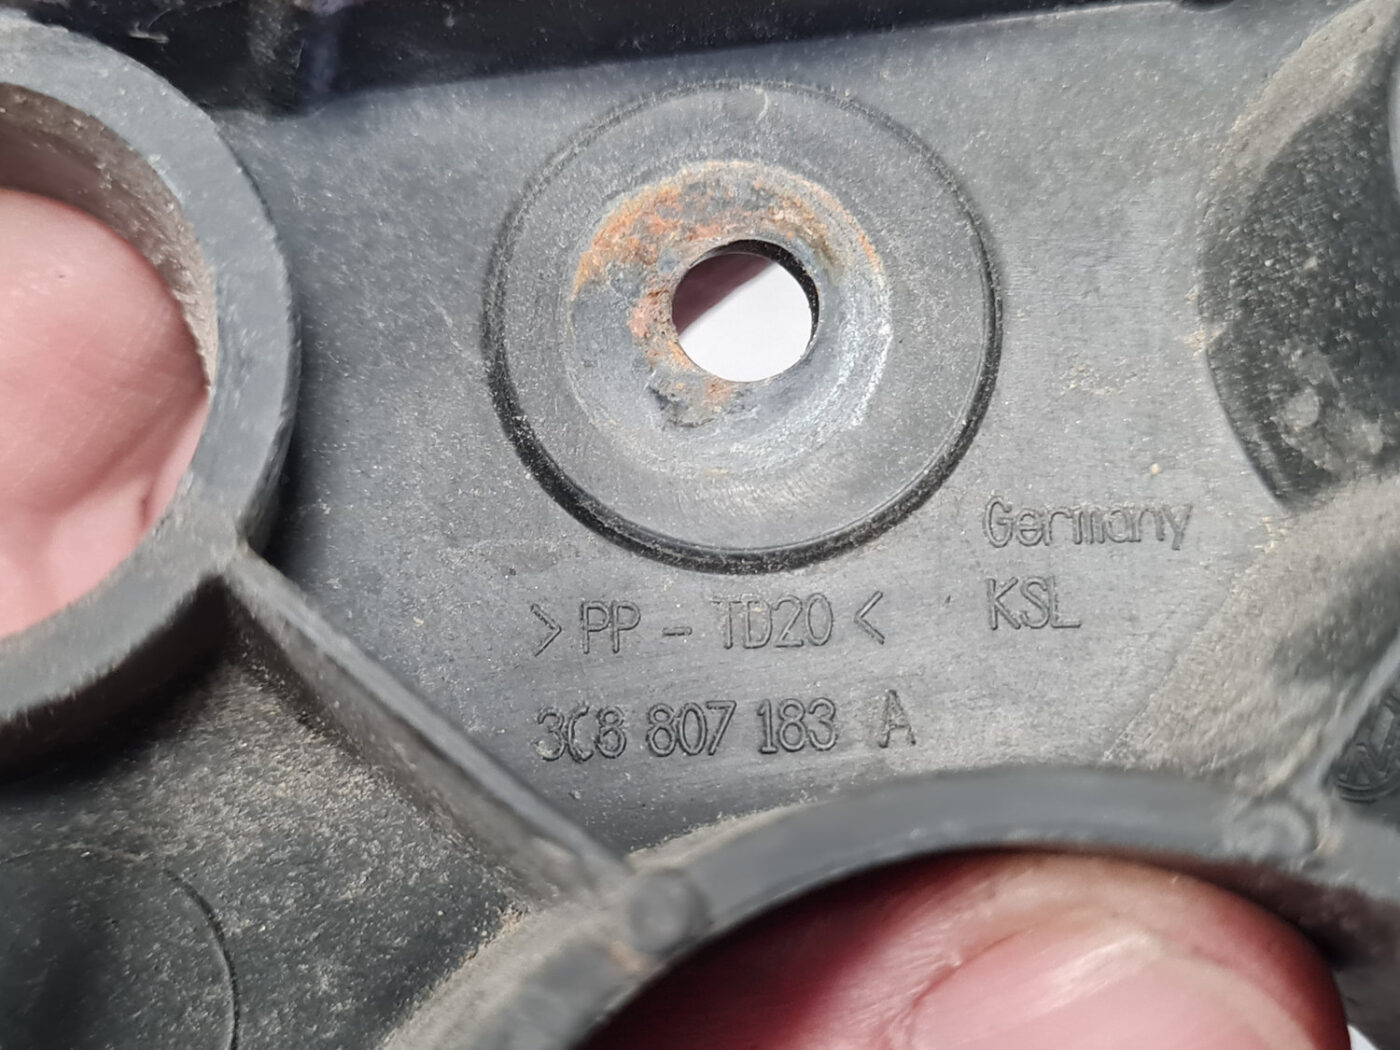 Germany
KSL
>PP - TD20<
3C8 807 183 A